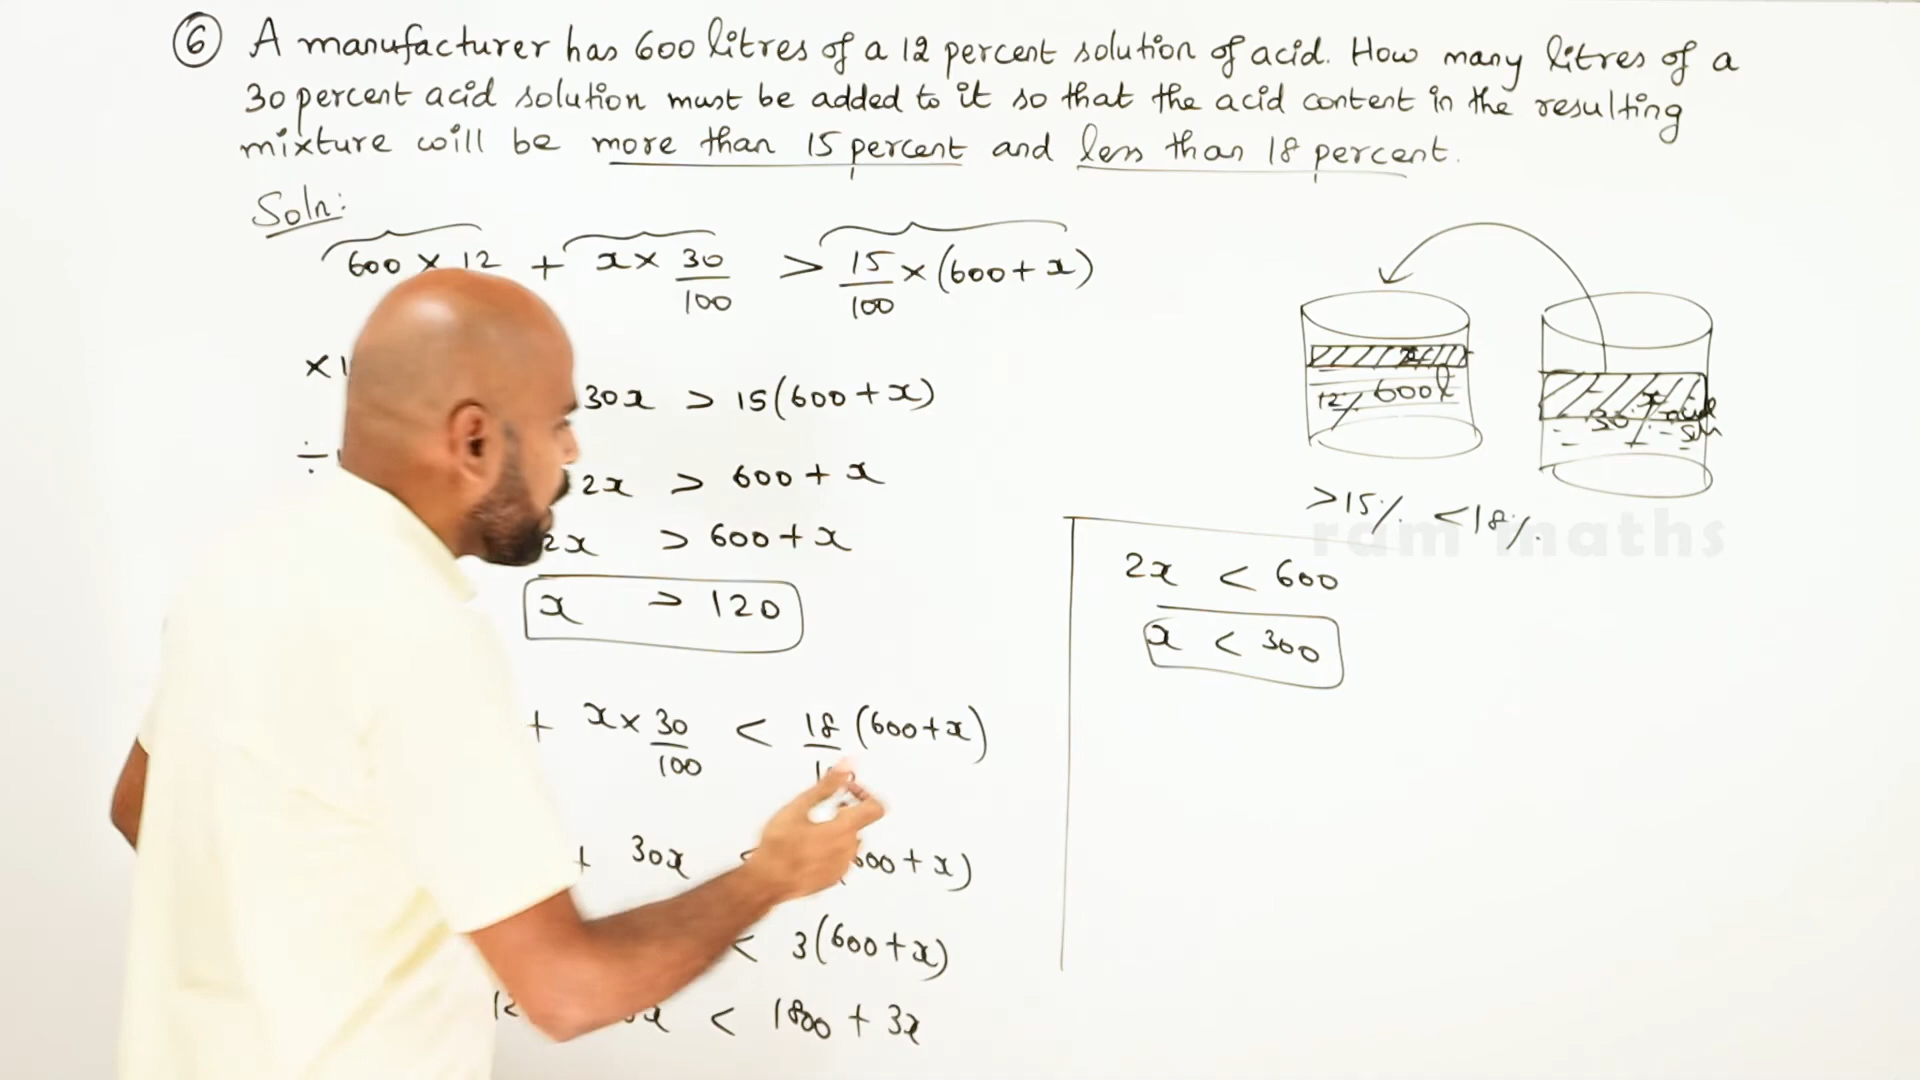 6 A manufacturer has 600 litres of a 12 percent solution of acid. How many litres of a
30 percent acid solution must be added to it so that the acid content in the resulting
mixture will be more than 15 percent and less than 18 percent.
Soln:
600 × 12 + x × 30/100 > 15/100 × (600 + x)
30x > 15(600 + x)
÷
2x > 600 + x
2x > 600 + x
x > 120
+ x × 30/100 < 18 (600 + x)
+ 30x
600 + x)
< 3(600 + x)
< 1800 + 3x
12% 600l
x
30%
>15% <18%
ram maths
2x < 600
x < 300